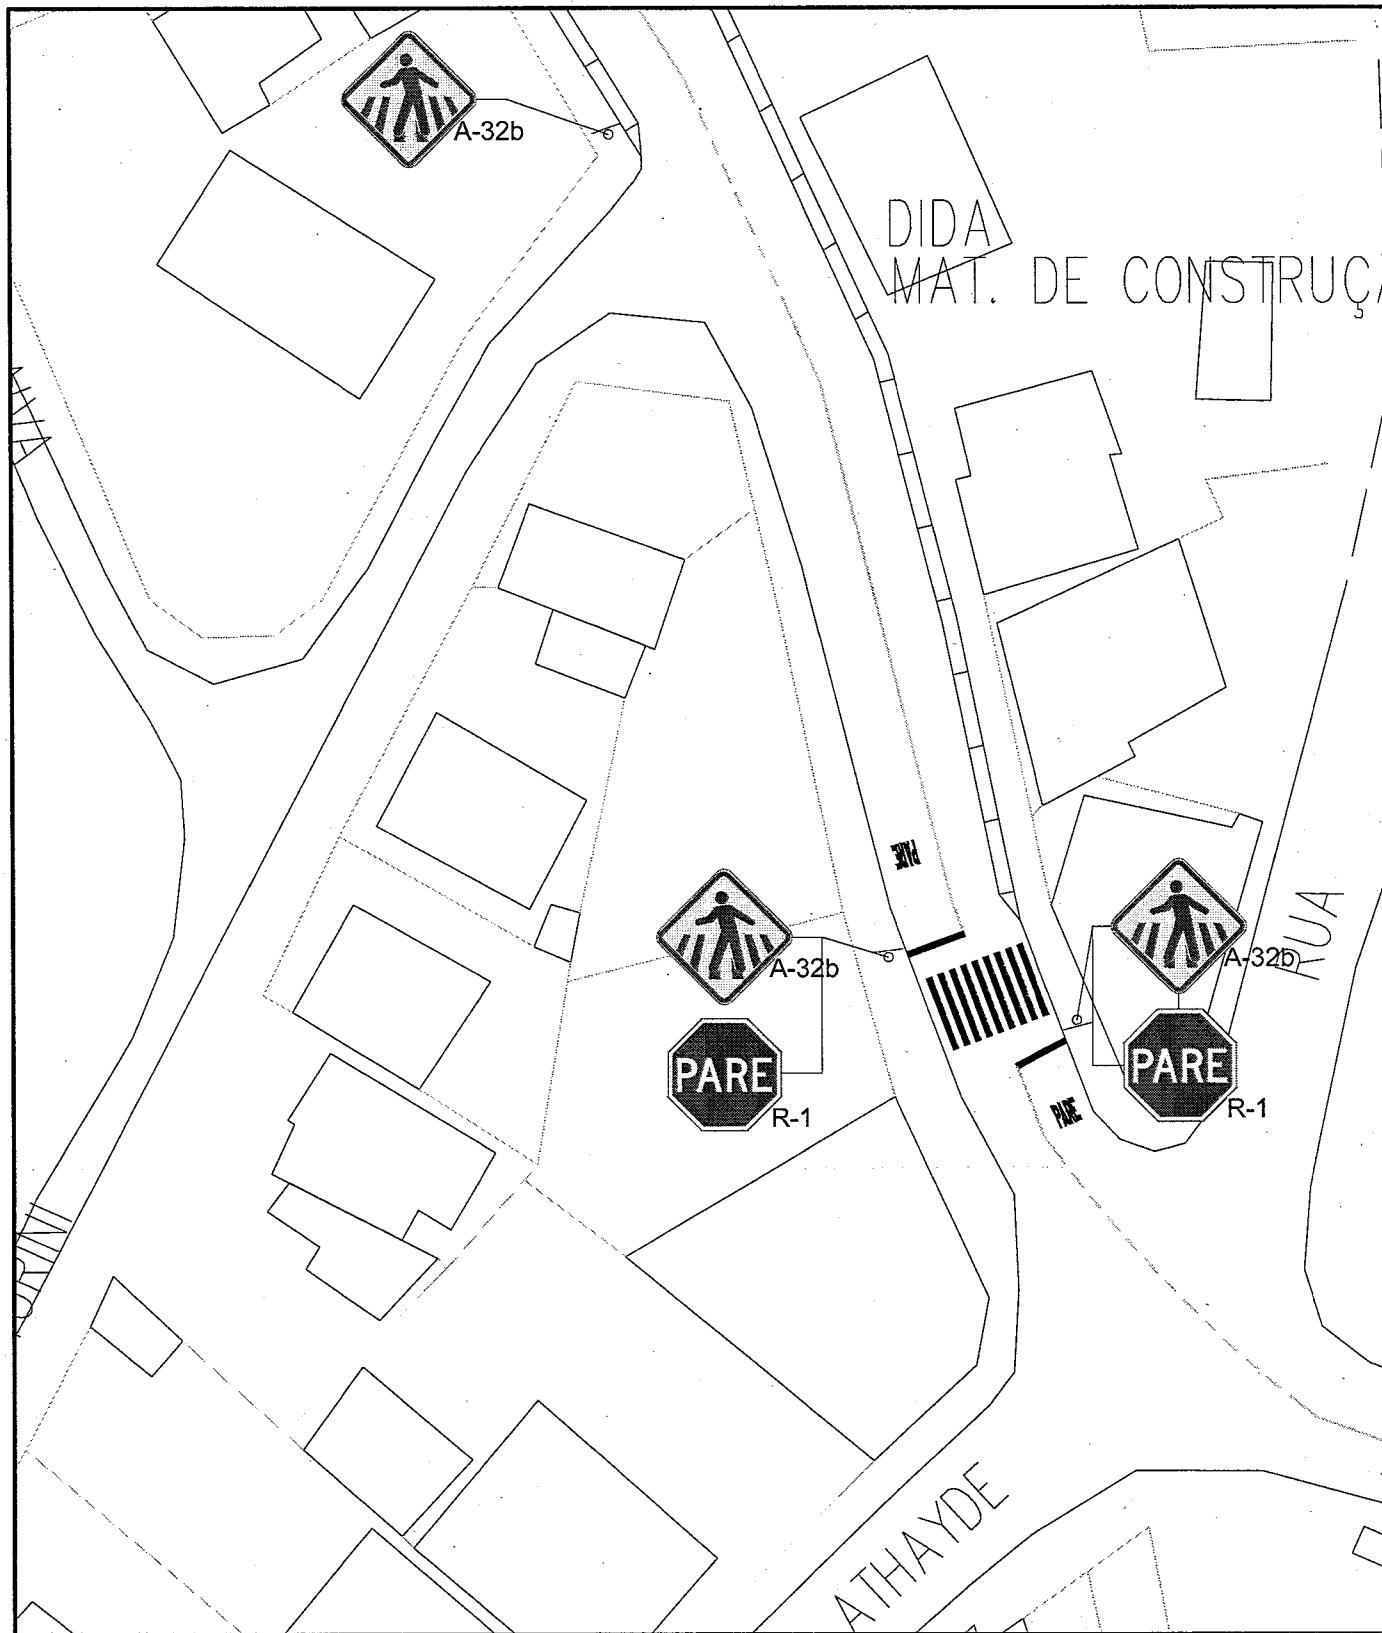 A-32b
DIDA
MAT. DE CONSTRUÇ
PARE
A-32b
A-32b
RUA
PARE
R-1
PARE
R-1
PARE
ATHAYDE